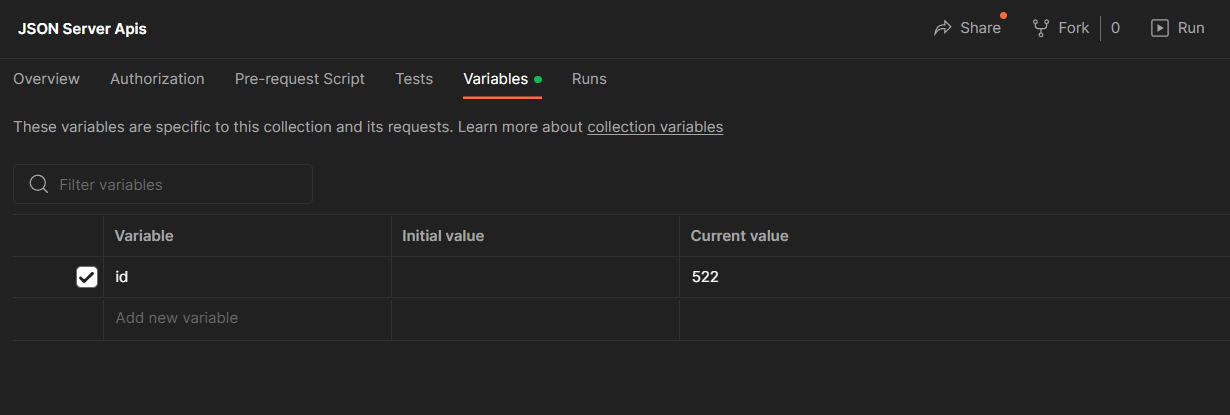 JSON Server Apis Share Fork 0 Run
Overview Authorization Pre-request Script Tests Variables Runs
These variables are specific to this collection and its requests. Learn more about collection variables
Filter variables
Variable Initial value Current value
id 522
Add new variable